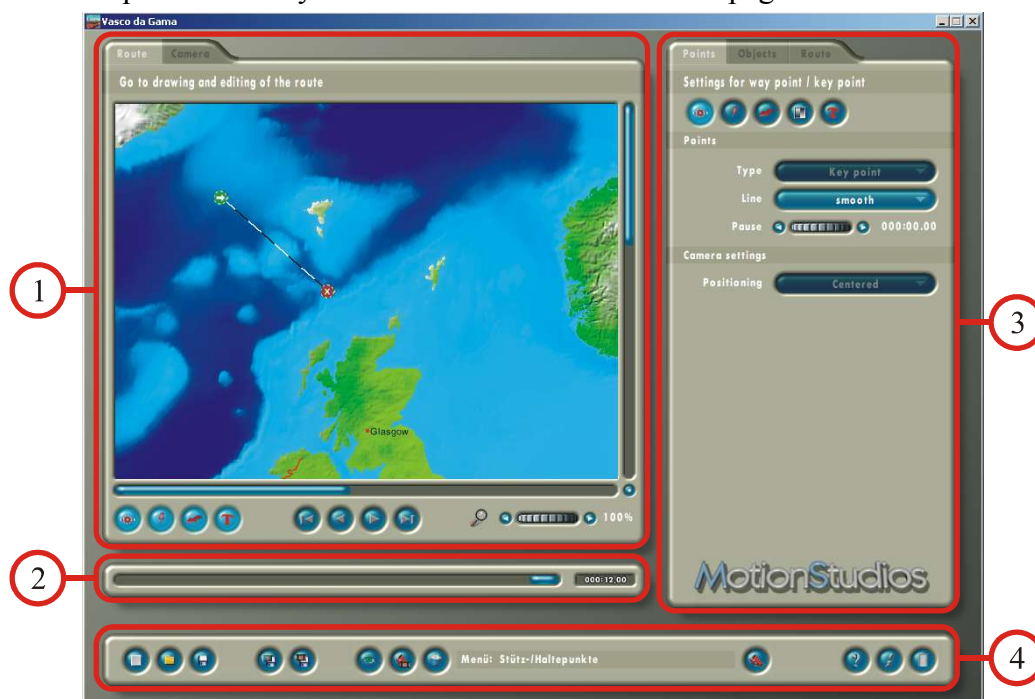 Vasco da Gama
Route Camera
Go to drawing and editing of the route
Glasgow
100%
Points Objects Route
Settings for way point / key point
Points
Type Key point
Line smooth
Pause 000:00.00
Camera settings
Positioning Centered
MotionStudios
000:12.00
Menü: Stütz-/Haltepunkte
1
2
3
4